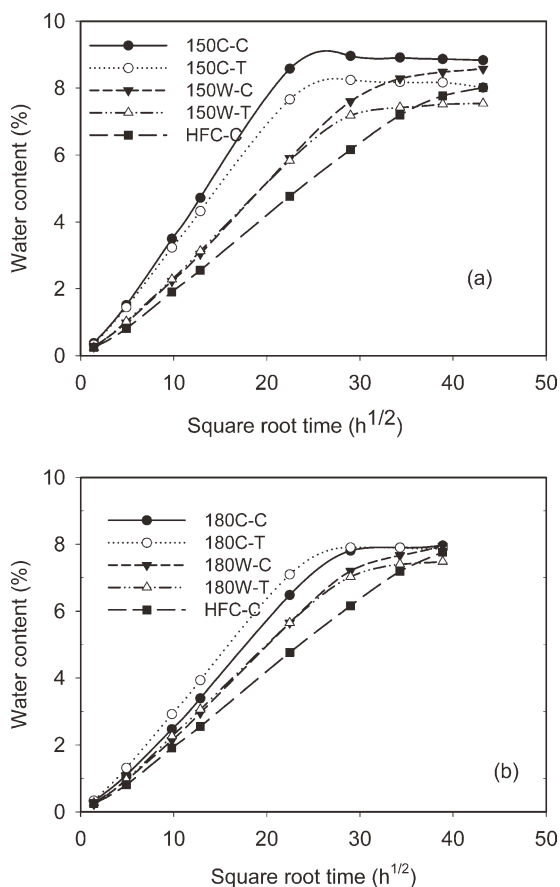 10
150C-C
150C-T
8
150W-C
150W-T
HFC-C
6
Water content (%)
4
(a)
2
0
0 10 20 30 40 50
Square root time (h^1/2)
10
180C-C
8
180C-T
180W-C
180W-T
6
HFC-C
Water content (%)
4
2
(b)
0
0 10 20 30 40 50
Square root time (h^1/2)